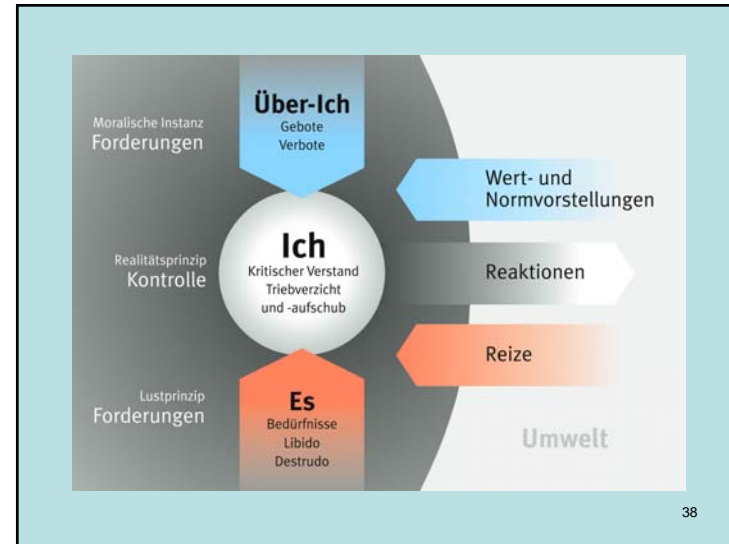 Moralische Instanz
Forderungen
Über-Ich
Gebote
Verbote
Wert- und
Normvorstellungen
Realitätsprinzip
Kontrolle
Ich
Kritischer Verstand
Triebverzicht
und -aufschub
Reaktionen
Lustprinzip
Forderungen
Es
Bedürfnisse
Libido
Destrudo
Reize
Umwelt
38